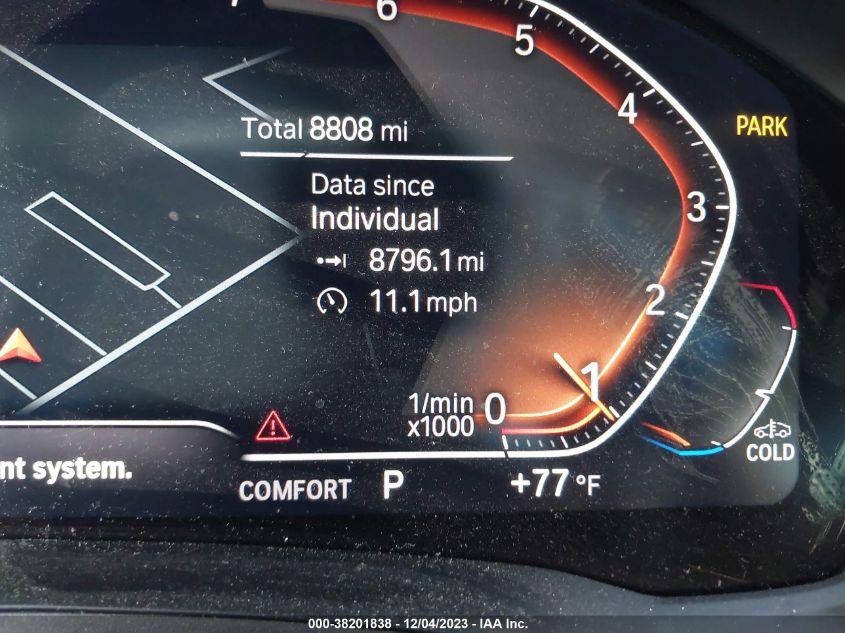 7
6
5
4
3
2
1
0
Total 8808 mi
PARK
Data since
Individual
8796.1 mi
11.1 mph
1/min
x1000
nt system.
COMFORT P +77 °F
COLD
000-38201838 - 12/04/2023 - IAA Inc.